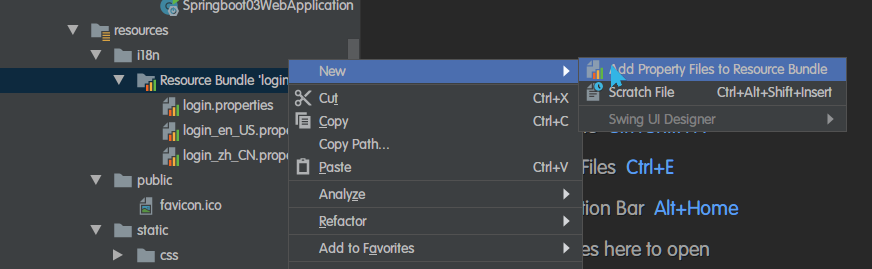 Springboot03WebApplication
resources
i18n
Resource Bundle 'login
login.properties
login_en_US.prope
login_zh_CN.prope
public
favicon.ico
static
css
New
Cut Ctrl+X
Copy Ctrl+C
Copy Path...
Paste Ctrl+V
Analyze
Refactor
Add to Favorites
Add Property Files to Resource Bundle
Scratch File Ctrl+Alt+Shift+Insert
Swing UI Designer
Files Ctrl+E
tion Bar Alt+Home
es here to open